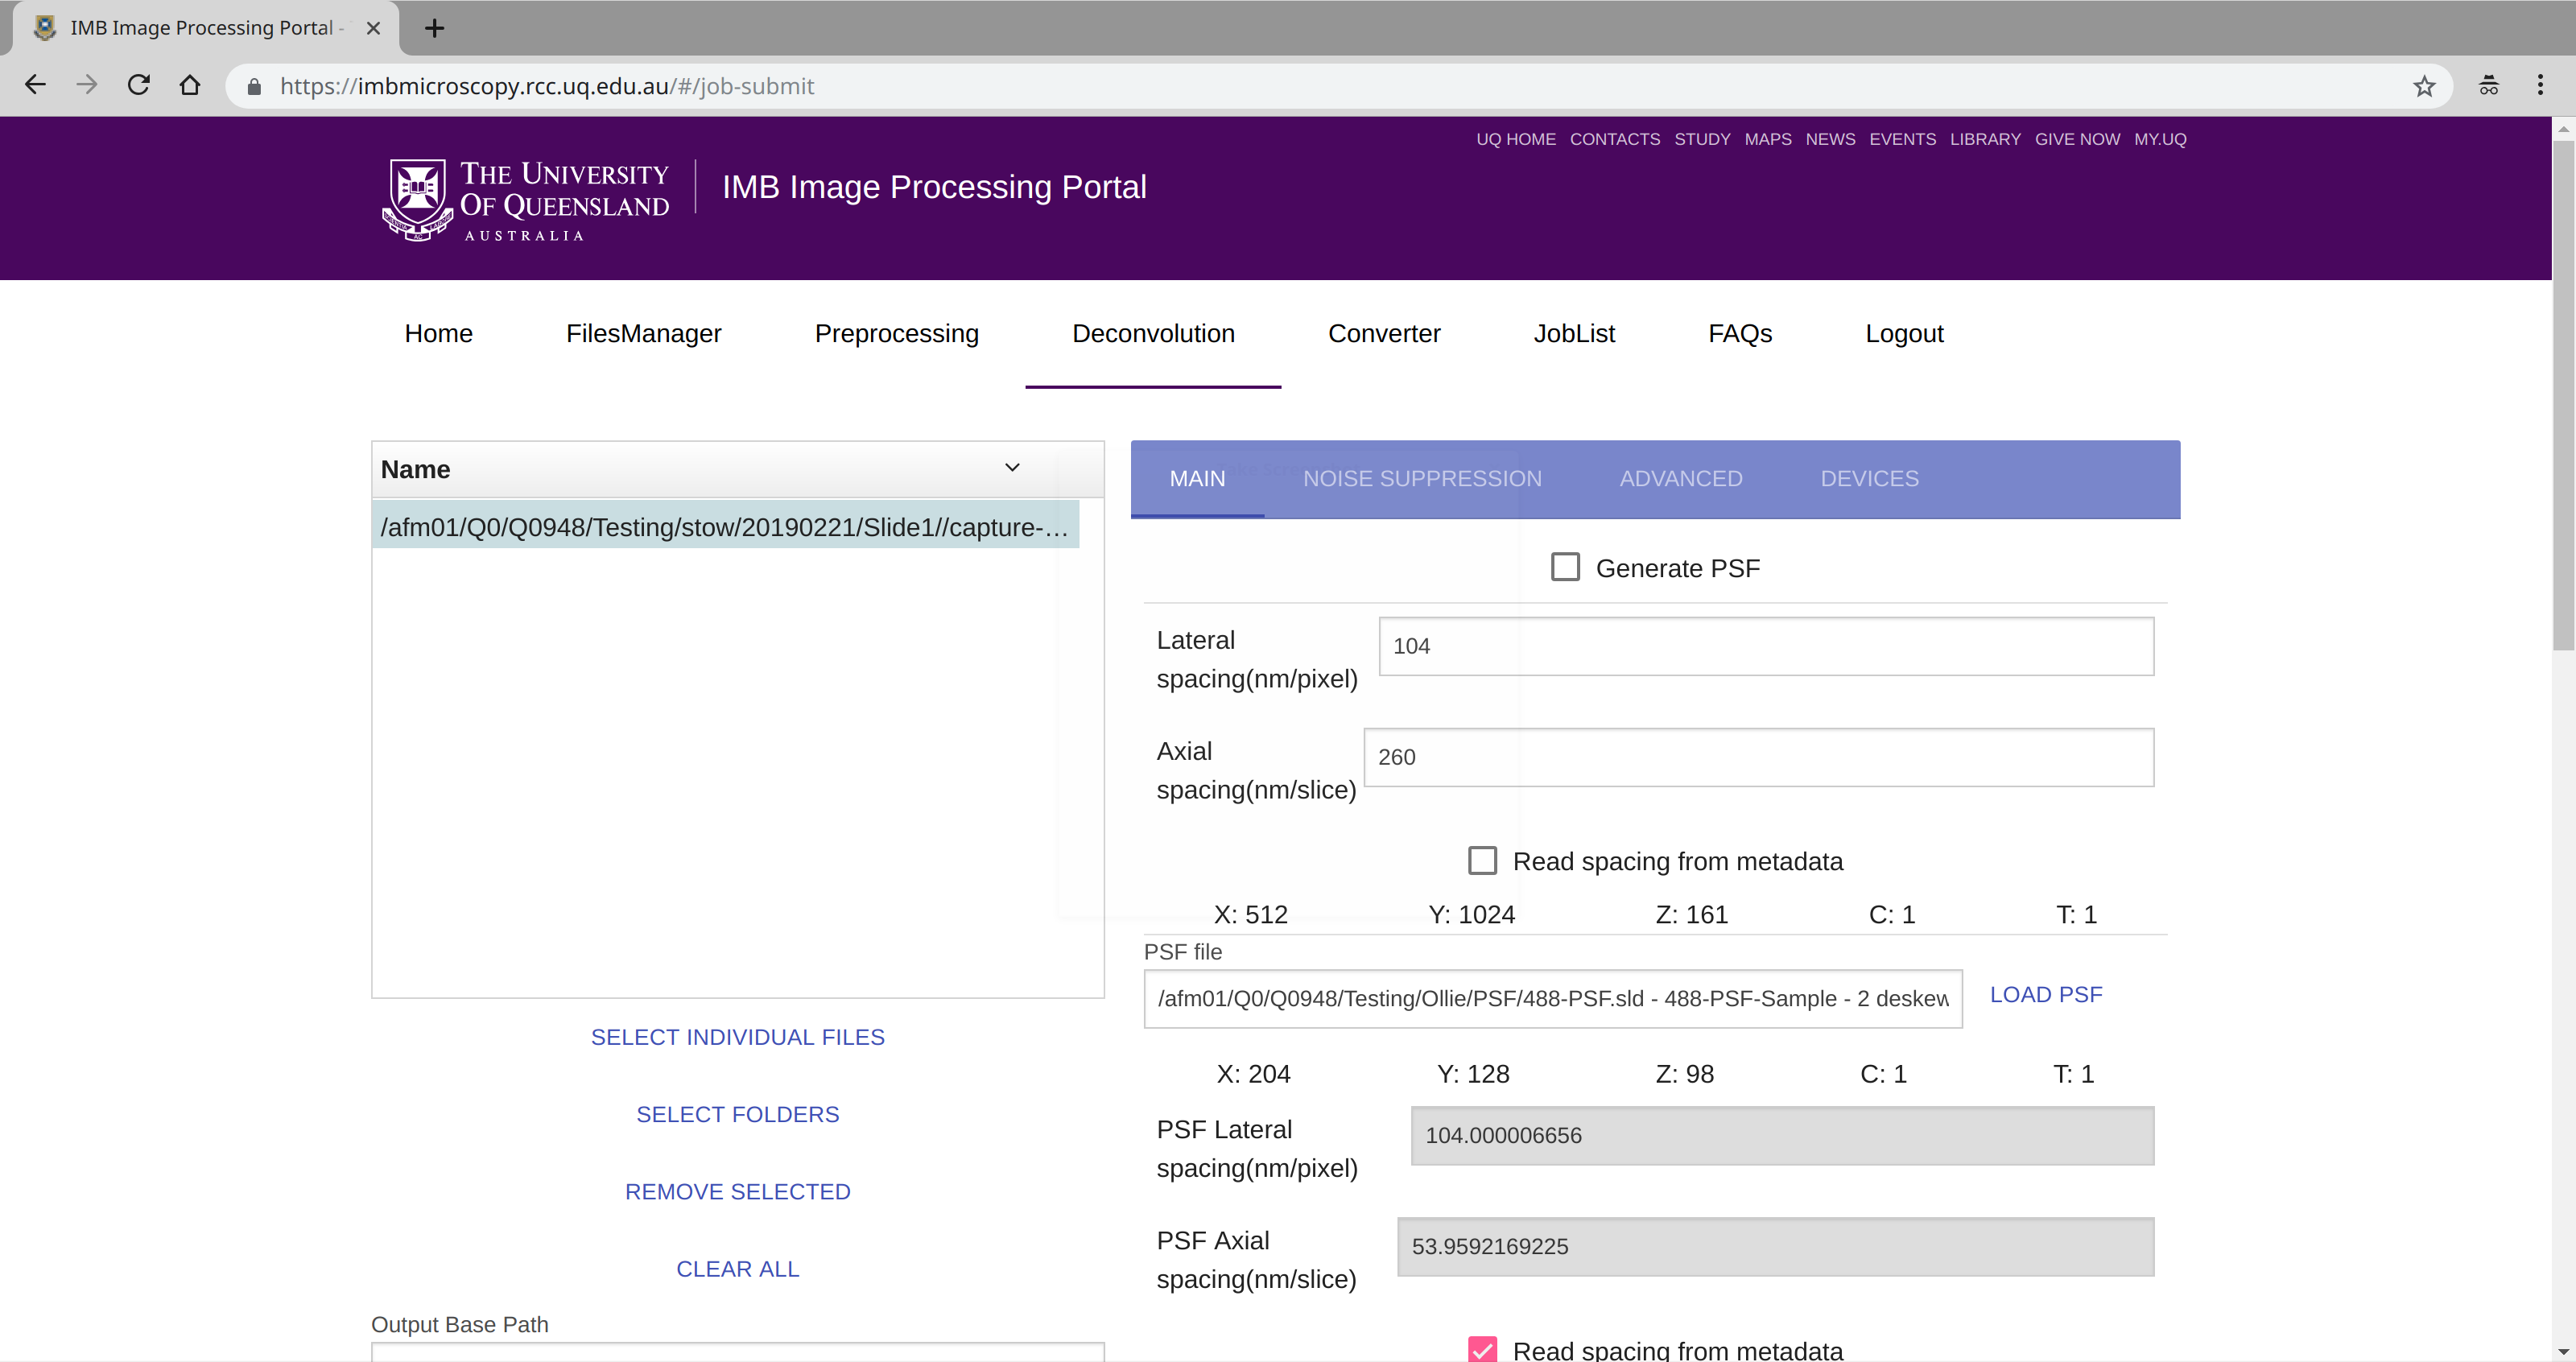 IMB Image Processing Portal -
https://imbmicroscopy.rcc.uq.edu.au/#/job-submit
UQ HOME CONTACTS STUDY MAPS NEWS EVENTS LIBRARY GIVE NOW MY.UQ
THE UNIVERSITY
OF QUEENSLAND
AUSTRALIA
IMB Image Processing Portal
Home FilesManager Preprocessing Deconvolution Converter JobList FAQs Logout
Name
/afm01/Q0/Q0948/Testing/stow/20190221/Slide1//capture-...
SELECT INDIVIDUAL FILES
SELECT FOLDERS
REMOVE SELECTED
CLEAR ALL
Output Base Path
MAIN NOISE SUPPRESSION ADVANCED DEVICES
Generate PSF
Lateral
spacing(nm/pixel)
104
Axial
spacing(nm/slice)
260
Read spacing from metadata
X: 512 Y: 1024 Z: 161 C: 1 T: 1
PSF file
/afm01/Q0/Q0948/Testing/Ollie/PSF/488-PSF.sld - 488-PSF-Sample - 2 deskew
LOAD PSF
X: 204 Y: 128 Z: 98 C: 1 T: 1
PSF Lateral
spacing(nm/pixel)
104.000006656
PSF Axial
spacing(nm/slice)
53.9592169225
Read spacing from metadata